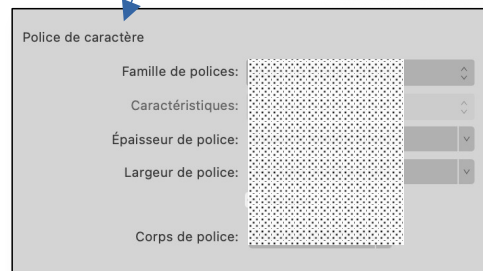 Police de caractère
Famille de polices:
Caractéristiques:
Épaisseur de police:
Largeur de police:
Corps de police: